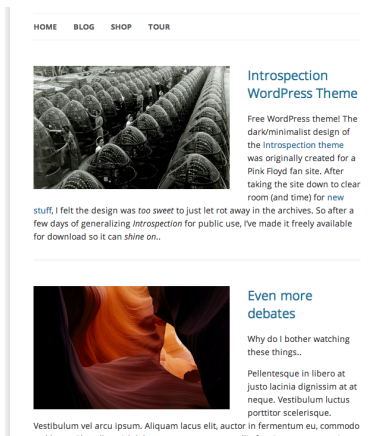 HOME BLOG SHOP TOUR
Introspection
WordPress Theme
Free WordPress theme! The
dark/minimalist design of
the Introspection theme
was originally created for a
Pink Floyd fan site. After
taking the site down to clear
room (and time) for new
stuff, I felt the design was too sweet to just let rot away in the archives. So after a
few days of generalizing Introspection for public use, I've made it freely available
for download so it can shine on..
Even more
debates
Why do I bother watching
these things..
Pellentesque in libero at
justo lacinia dignissim at at
neque. Vestibulum luctus
porttitor scelerisque.
Vestibulum vel arcu ipsum. Aliquam lacus elit, auctor in fermentum eu, commodo